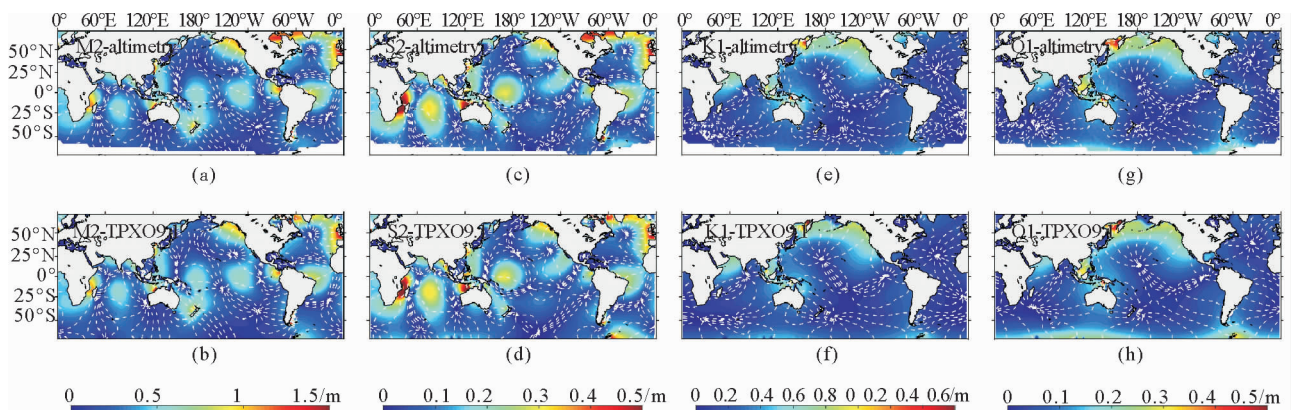 0° 60°E 120°E 180° 120°W 60°W 0° 0° 60°E 120°E 180° 120°W 60°W 0° 0° 60°E 120°E 180° 120°W 60°W 0° 0° 60°E 120°E 180° 120°W 60°W 0°
50°N M2-altimetry S2-altimetry K1-altimetry Q1-altimetry
25°N
0°
25°S
50°S
(a) (c) (e) (g)
50°N M2-TPXO9.1 S2-TPXO9.1 K1-TPXO9.1 Q1-TPXO9.1
25°N
0°
25°S
50°S
(b) (d) (f) (h)
0 0.5 1 1.5/m 0 0.1 0.2 0.3 0.4 0.5/m 0 0.2 0.4 0.6 0.8 0 0.2 0.4 0.6/m 0 0.1 0.2 0.3 0.4 0.5/m